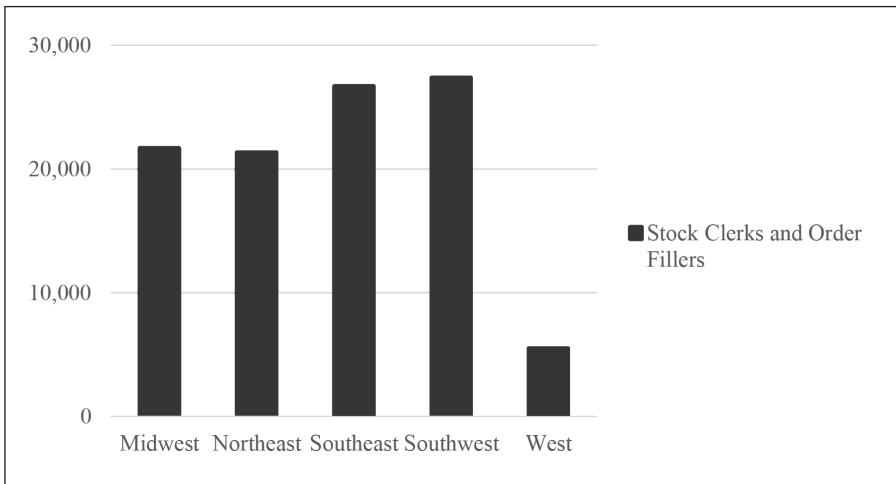 30,000
20,000
10,000
0
Midwest Northeast Southeast Southwest West
Stock Clerks and Order
Fillers